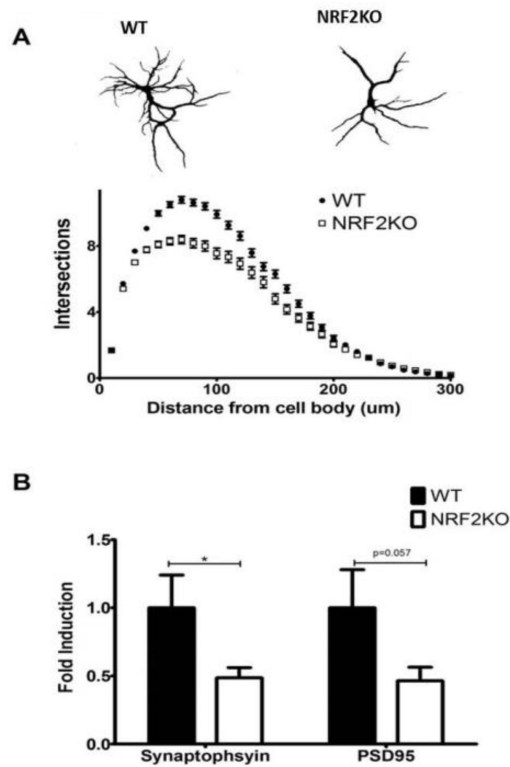 A
WT
NRF2KO
WT
NRF2KO
Intersections
8
4
0
0
100
200
300
Distance from cell body (um)
B
WT
NRF2KO
Fold Induction
1.5
1.0
0.5
0.0
*
p=0.057
Synaptophsyin
PSD95